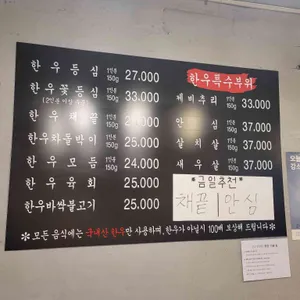 한우등심 1인분 150g 27.000
한우꽃등심 1인분 150g 33.000
(2인분 이상 주문)
한우채끝 1인분 150g
한우차돌박이 1인분 150g 25.000
한우모듬 1인분 150g 24.000
한우육회 25.000
한우바싹불고기 25.000
한우특수부위
제비추리 1인분 150g 33.000
안심 1인분 150g 37.000
살치살 1인분 150g 37.000
새우살 1인분 150g 37.000
*금일추천*
채끝 안심
※모든 음식에는 국내산 한우만 사용하며, 한우가 아닐시 100배 보상해 드립니다※